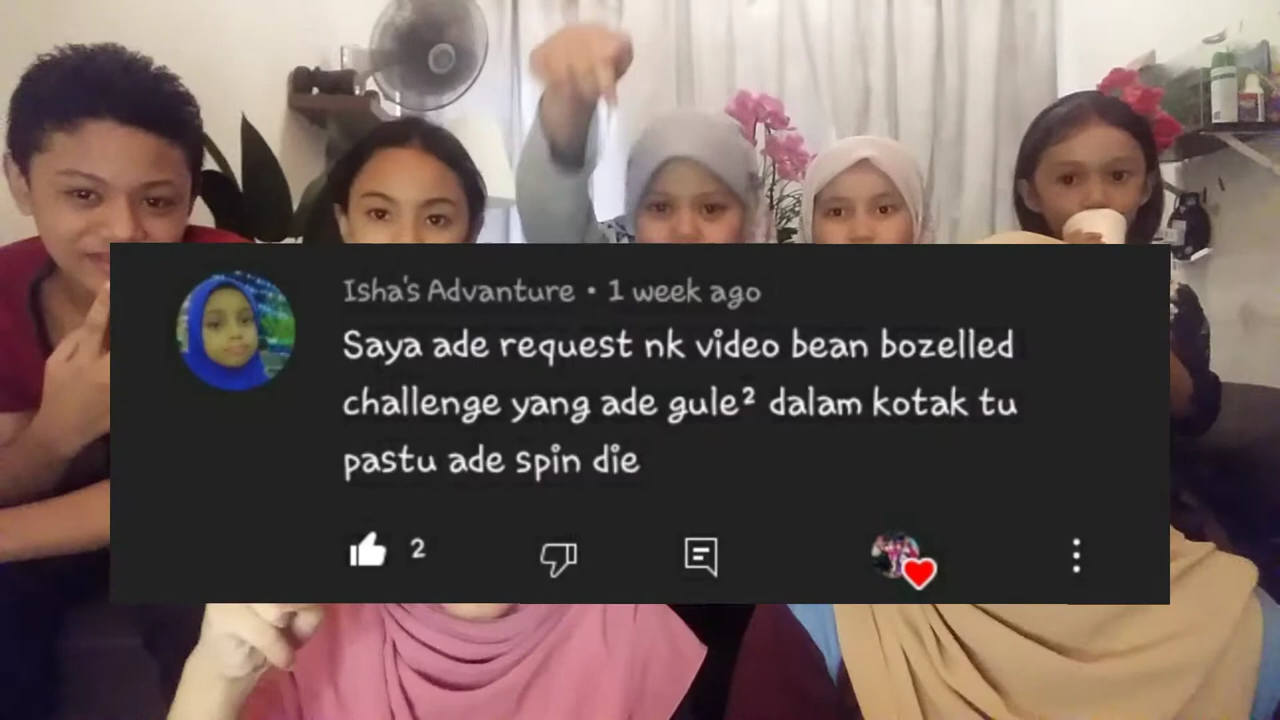 Isha's Advanture • 1 week ago
Saya ade request nk video bean bozelled
challenge yang ade gule² dalam kotak tu
pastu ade spin die
2